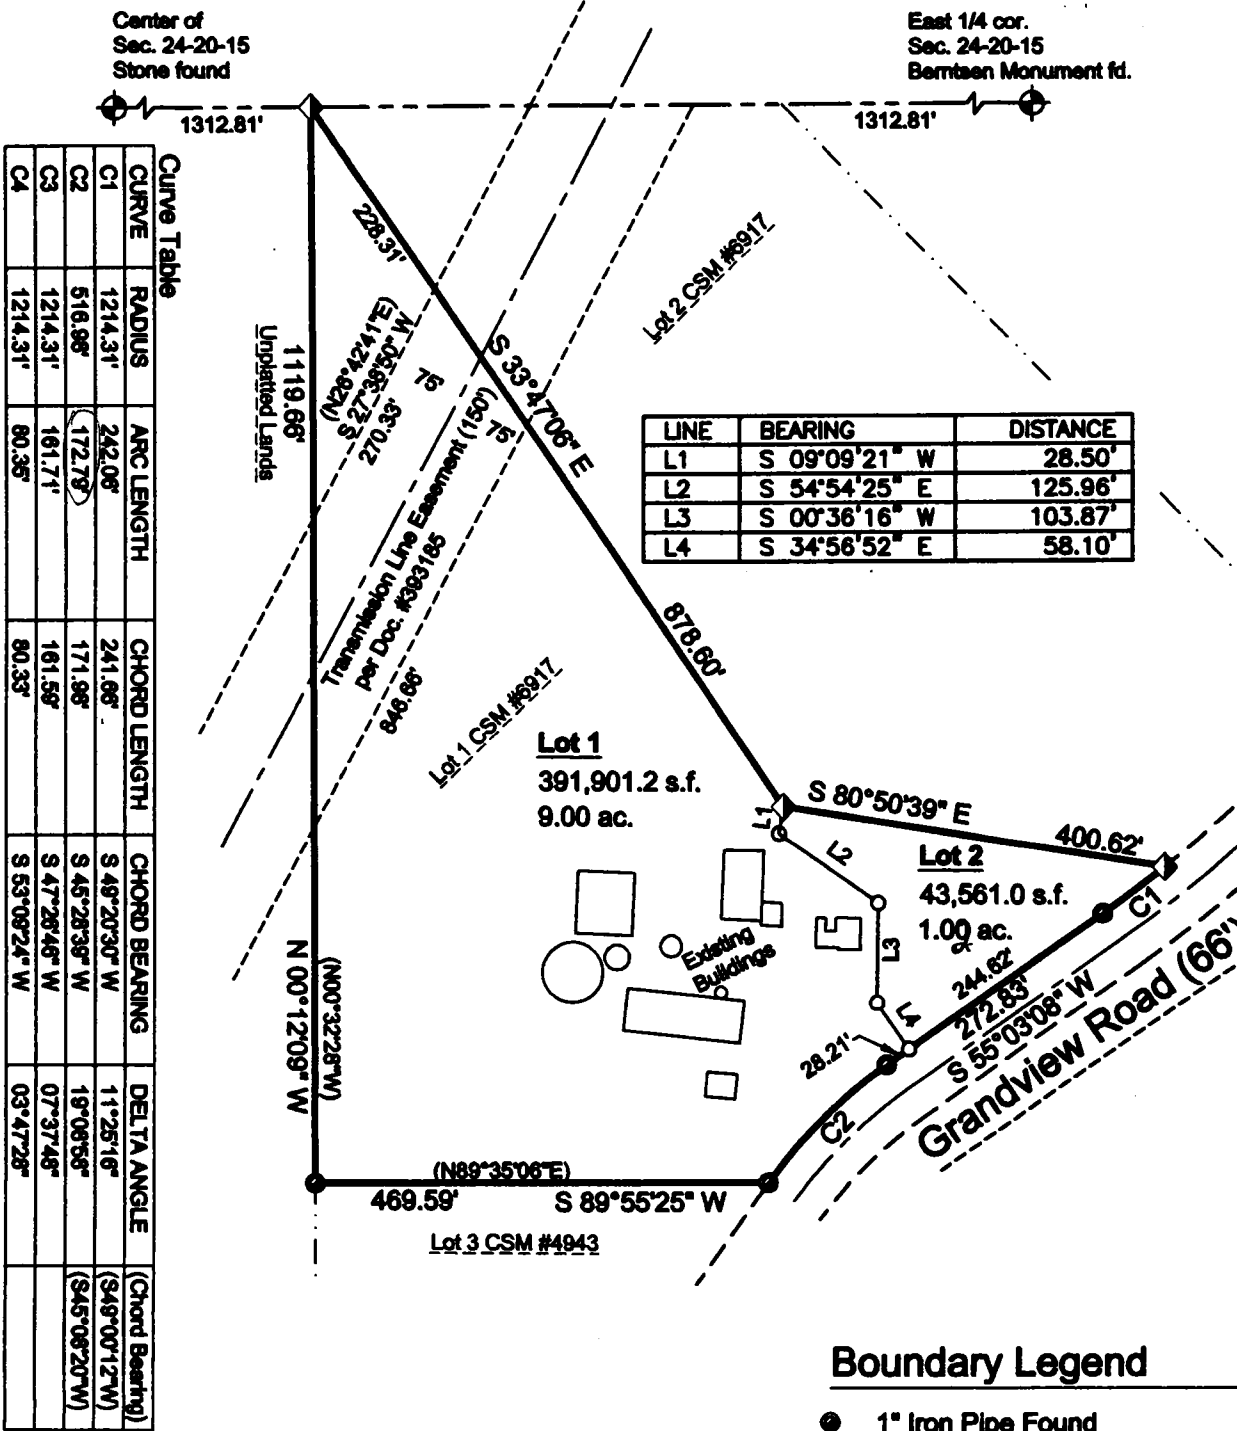 Center of
Sec. 24-20-15
Stone found
East 1/4 cor.
Sec. 24-20-15
Berntsen Monument fd.
1312.81'
1312.81'
Curve Table
CURVE RADIUS ARC LENGTH CHORD LENGTH CHORD BEARING DELTA ANGLE (Chord Bearing)
C1 1214.31' 242.06' 241.66' S 49°20'30" W 11°25'16" (S49°00'12"W)
C2 516.98' 172.79' 171.98' S 45°28'39" W 19°08'58" (S45°08'20"W)
C3 1214.31' 161.71' 161.59' S 47°26'46" W 07°37'48"
C4 1214.31' 80.35' 80.33' S 53°09'24" W 03°47'28"
228.31'
S 33°47'06" E
878.60'
Lot 2 CSM #6917
1119.66'
Unplatted Lands
(N26°42'41"E)
S 27°38'50" W
270.33'
75'
75'
Transmission Line Easement (150')
per Doc. #393185
846.66'
LINE BEARING DISTANCE
L1 S 09°09'21" W 28.50'
L2 S 54°54'25" E 125.96'
L3 S 00°36'16" W 103.87'
L4 S 34°56'52" E 58.10'
Lot 1 CSM #6917
Lot 1
391,901.2 s.f.
9.00 ac.
L1
S 80°50'39" E
400.62'
L2
Lot 2
43,561.0 s.f.
1.00 ac.
C1
Existing
Buildings
L3
L4
244.62'
272.83'
S 55°03'08" W
Grandview Road (66')
28.21'
C2
(N00°32'28"W)
N 00°12'09" W
(N89°35'06"E)
469.59'
S 89°55'25" W
Lot 3 CSM #4943
Boundary Legend
1" Iron Pipe Found